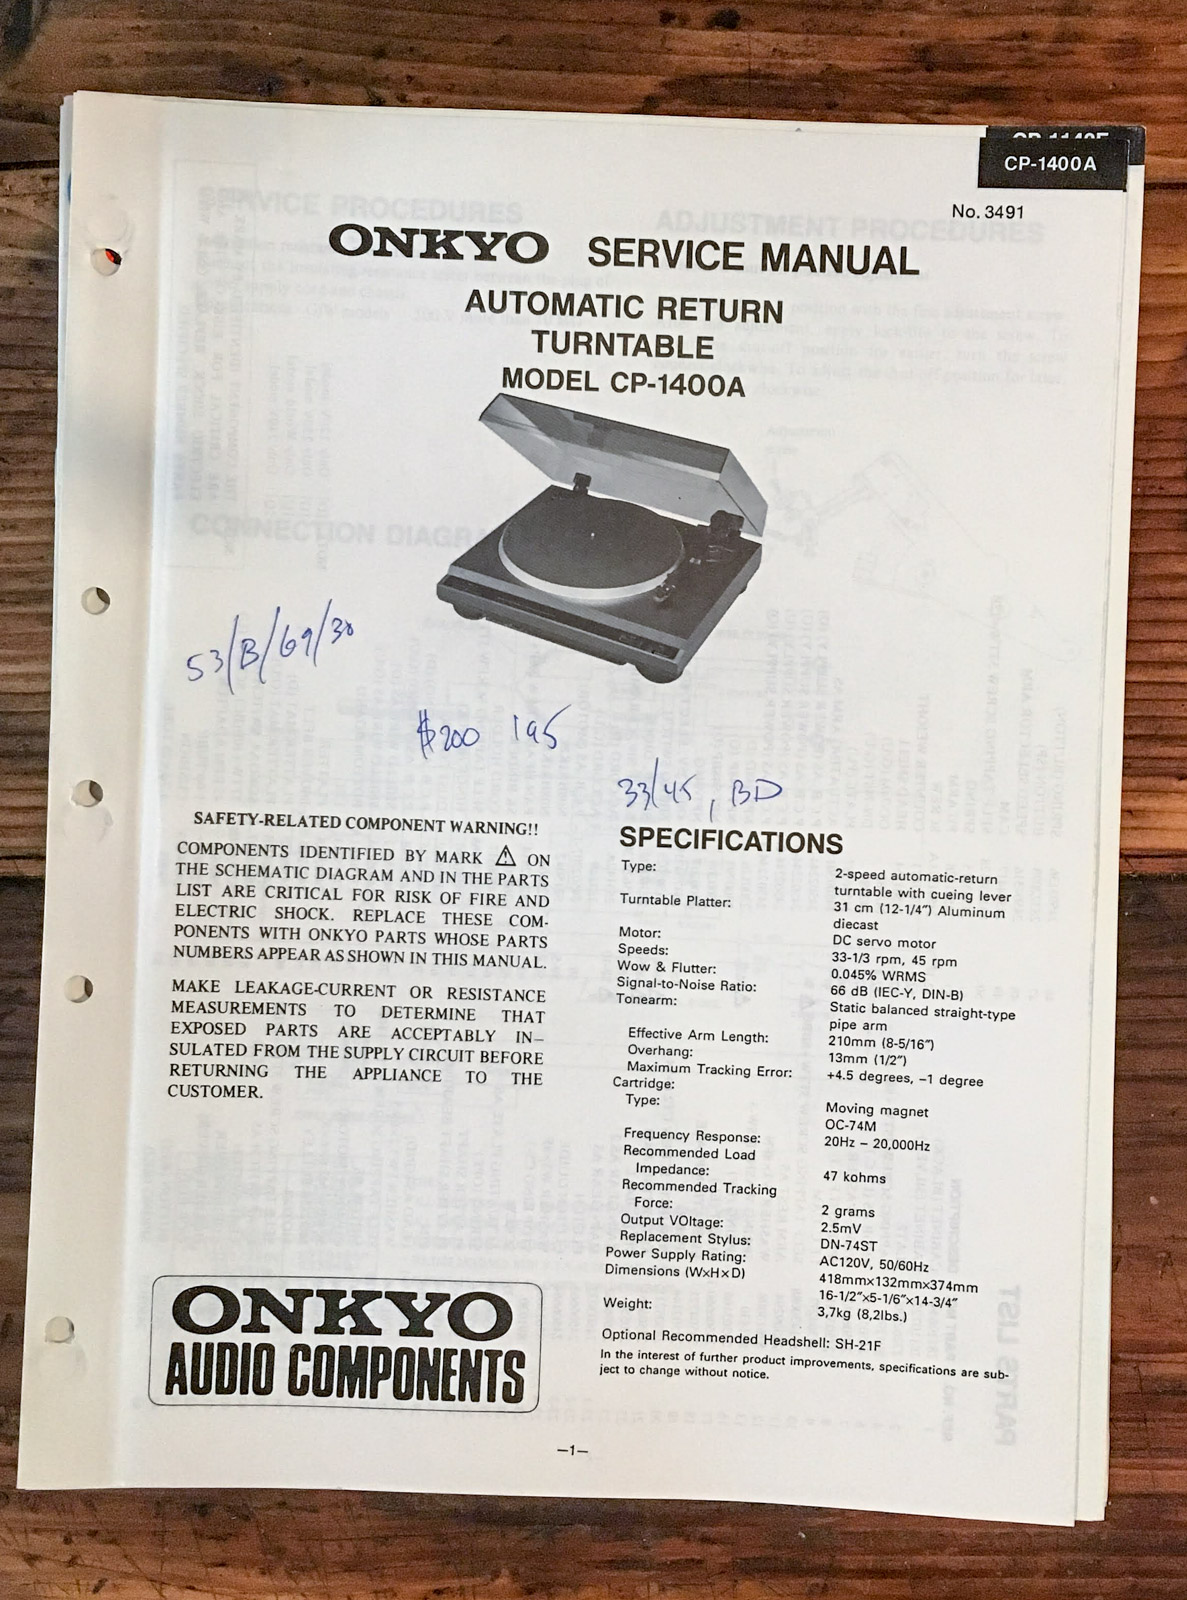 CP-1140F
CP-1400A
No. 3491
ONKYO SERVICE MANUAL
AUTOMATIC RETURN
TURNTABLE
MODEL CP-1400A
53/B/69/30
$200 195
33/45, BD
SAFETY-RELATED COMPONENT WARNING!!
COMPONENTS IDENTIFIED BY MARK ⚠ ON
THE SCHEMATIC DIAGRAM AND IN THE PARTS
LIST ARE CRITICAL FOR RISK OF FIRE AND
ELECTRIC SHOCK. REPLACE THESE COM-
PONENTS WITH ONKYO PARTS WHOSE PARTS
NUMBERS APPEAR AS SHOWN IN THIS MANUAL.
MAKE LEAKAGE-CURRENT OR RESISTANCE
MEASUREMENTS TO DETERMINE THAT
EXPOSED PARTS ARE ACCEPTABLY IN–
SULATED FROM THE SUPPLY CIRCUIT BEFORE
RETURNING THE APPLIANCE TO THE
CUSTOMER.
SPECIFICATIONS
Type: 2-speed automatic-return
turntable with cueing lever
Turntable Platter: 31 cm (12-1/4″) Aluminum
diecast
Motor: DC servo motor
Speeds: 33-1/3 rpm, 45 rpm
Wow & Flutter: 0.045% WRMS
Signal-to-Noise Ratio: 66 dB (IEC-Y, DIN-B)
Tonearm: Static balanced straight-type
pipe arm
Effective Arm Length: 210mm (8-5/16″)
Overhang: 13mm (1/2″)
Maximum Tracking Error: +4.5 degrees, –1 degree
Cartridge:
Type: Moving magnet
OC-74M
Frequency Response: 20Hz – 20,000Hz
Recommended Load
Impedance: 47 kohms
Recommended Tracking
Force: 2 grams
Output VOltage: 2.5mV
Replacement Stylus: DN-74ST
Power Supply Rating: AC120V, 50/60Hz
Dimensions (W×H×D) 418mm×132mm×374mm
16-1/2″×5-1/6″×14-3/4″
Weight: 3,7kg (8,2lbs.)
Optional Recommended Headshell: SH-21F
In the interest of further product improvements, specifications are sub-
ject to change without notice.
ONKYO
AUDIO COMPONENTS
–1–